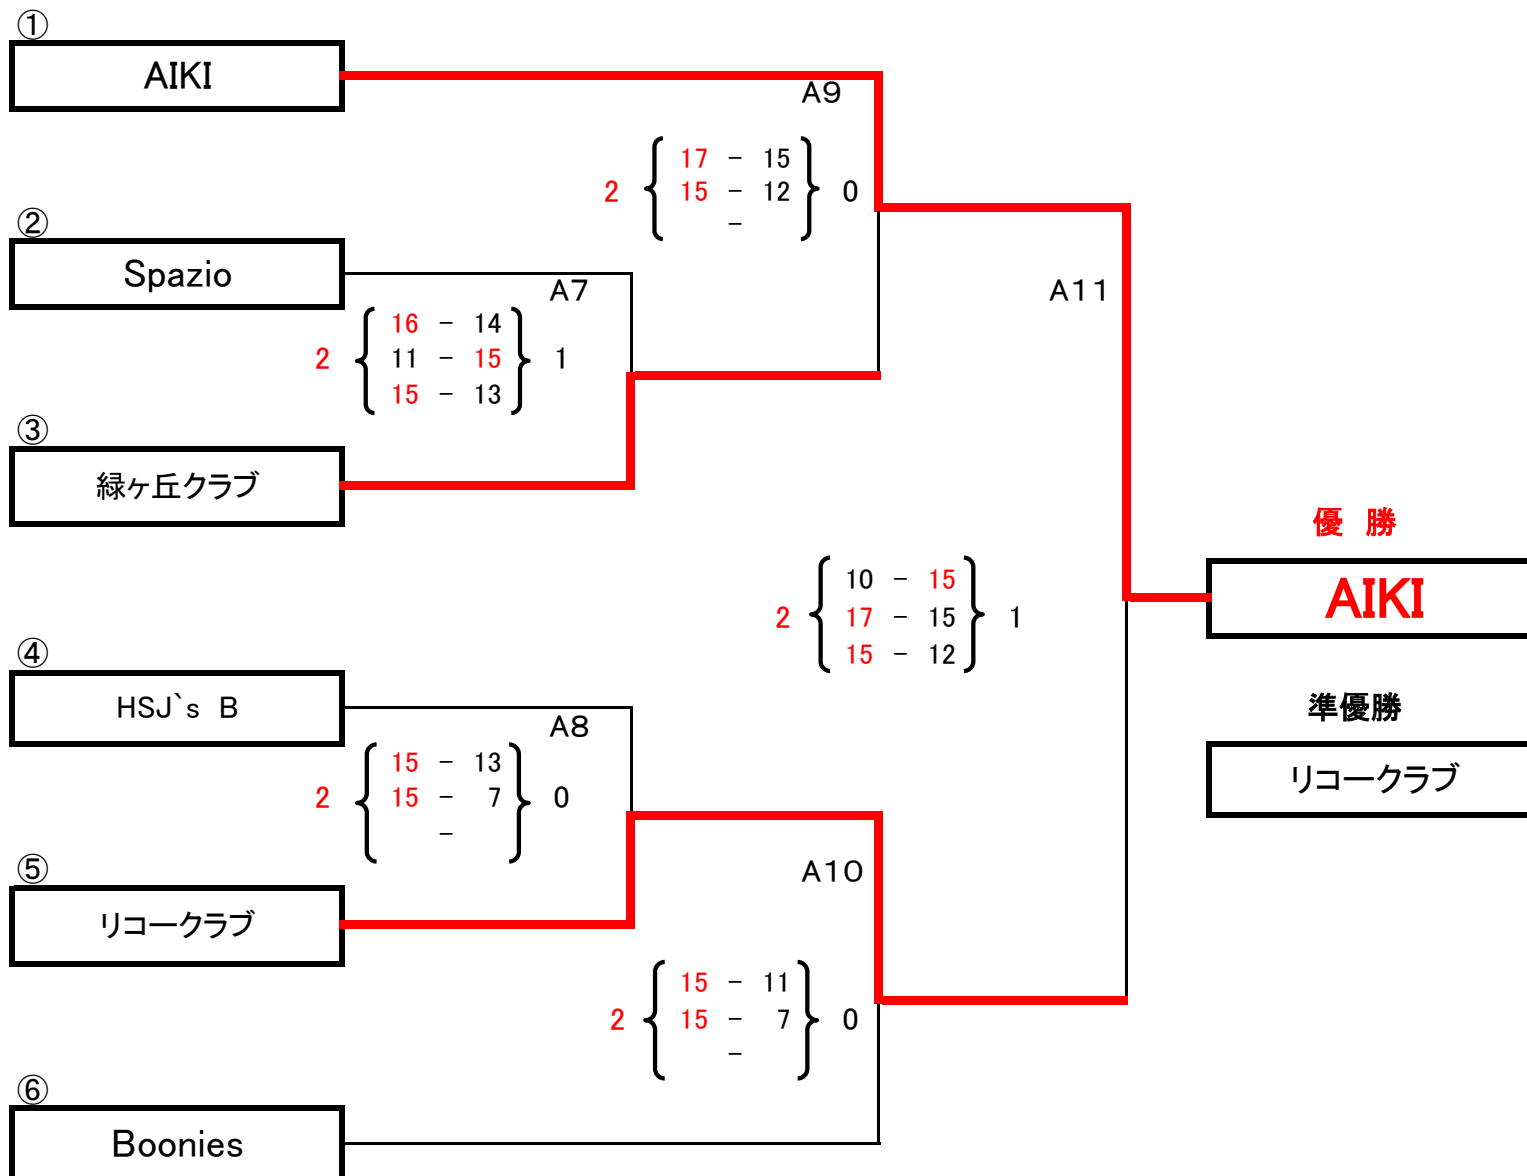 ①
AIKI
A9
17 - 15
2 15 - 12 0
-
②
Spazio
A7
A11
16 - 14
2 11 - 15 1
15 - 13
③
緑ヶ丘クラブ
優 勝
10 - 15
AIKI
2 17 - 15 1
15 - 12
④
HSJ`s B
準優勝
A8
15 - 13
リコークラブ
2 15 - 7 0
-
⑤
A10
リコークラブ
15 - 11
2 15 - 7 0
-
⑥
Boonies